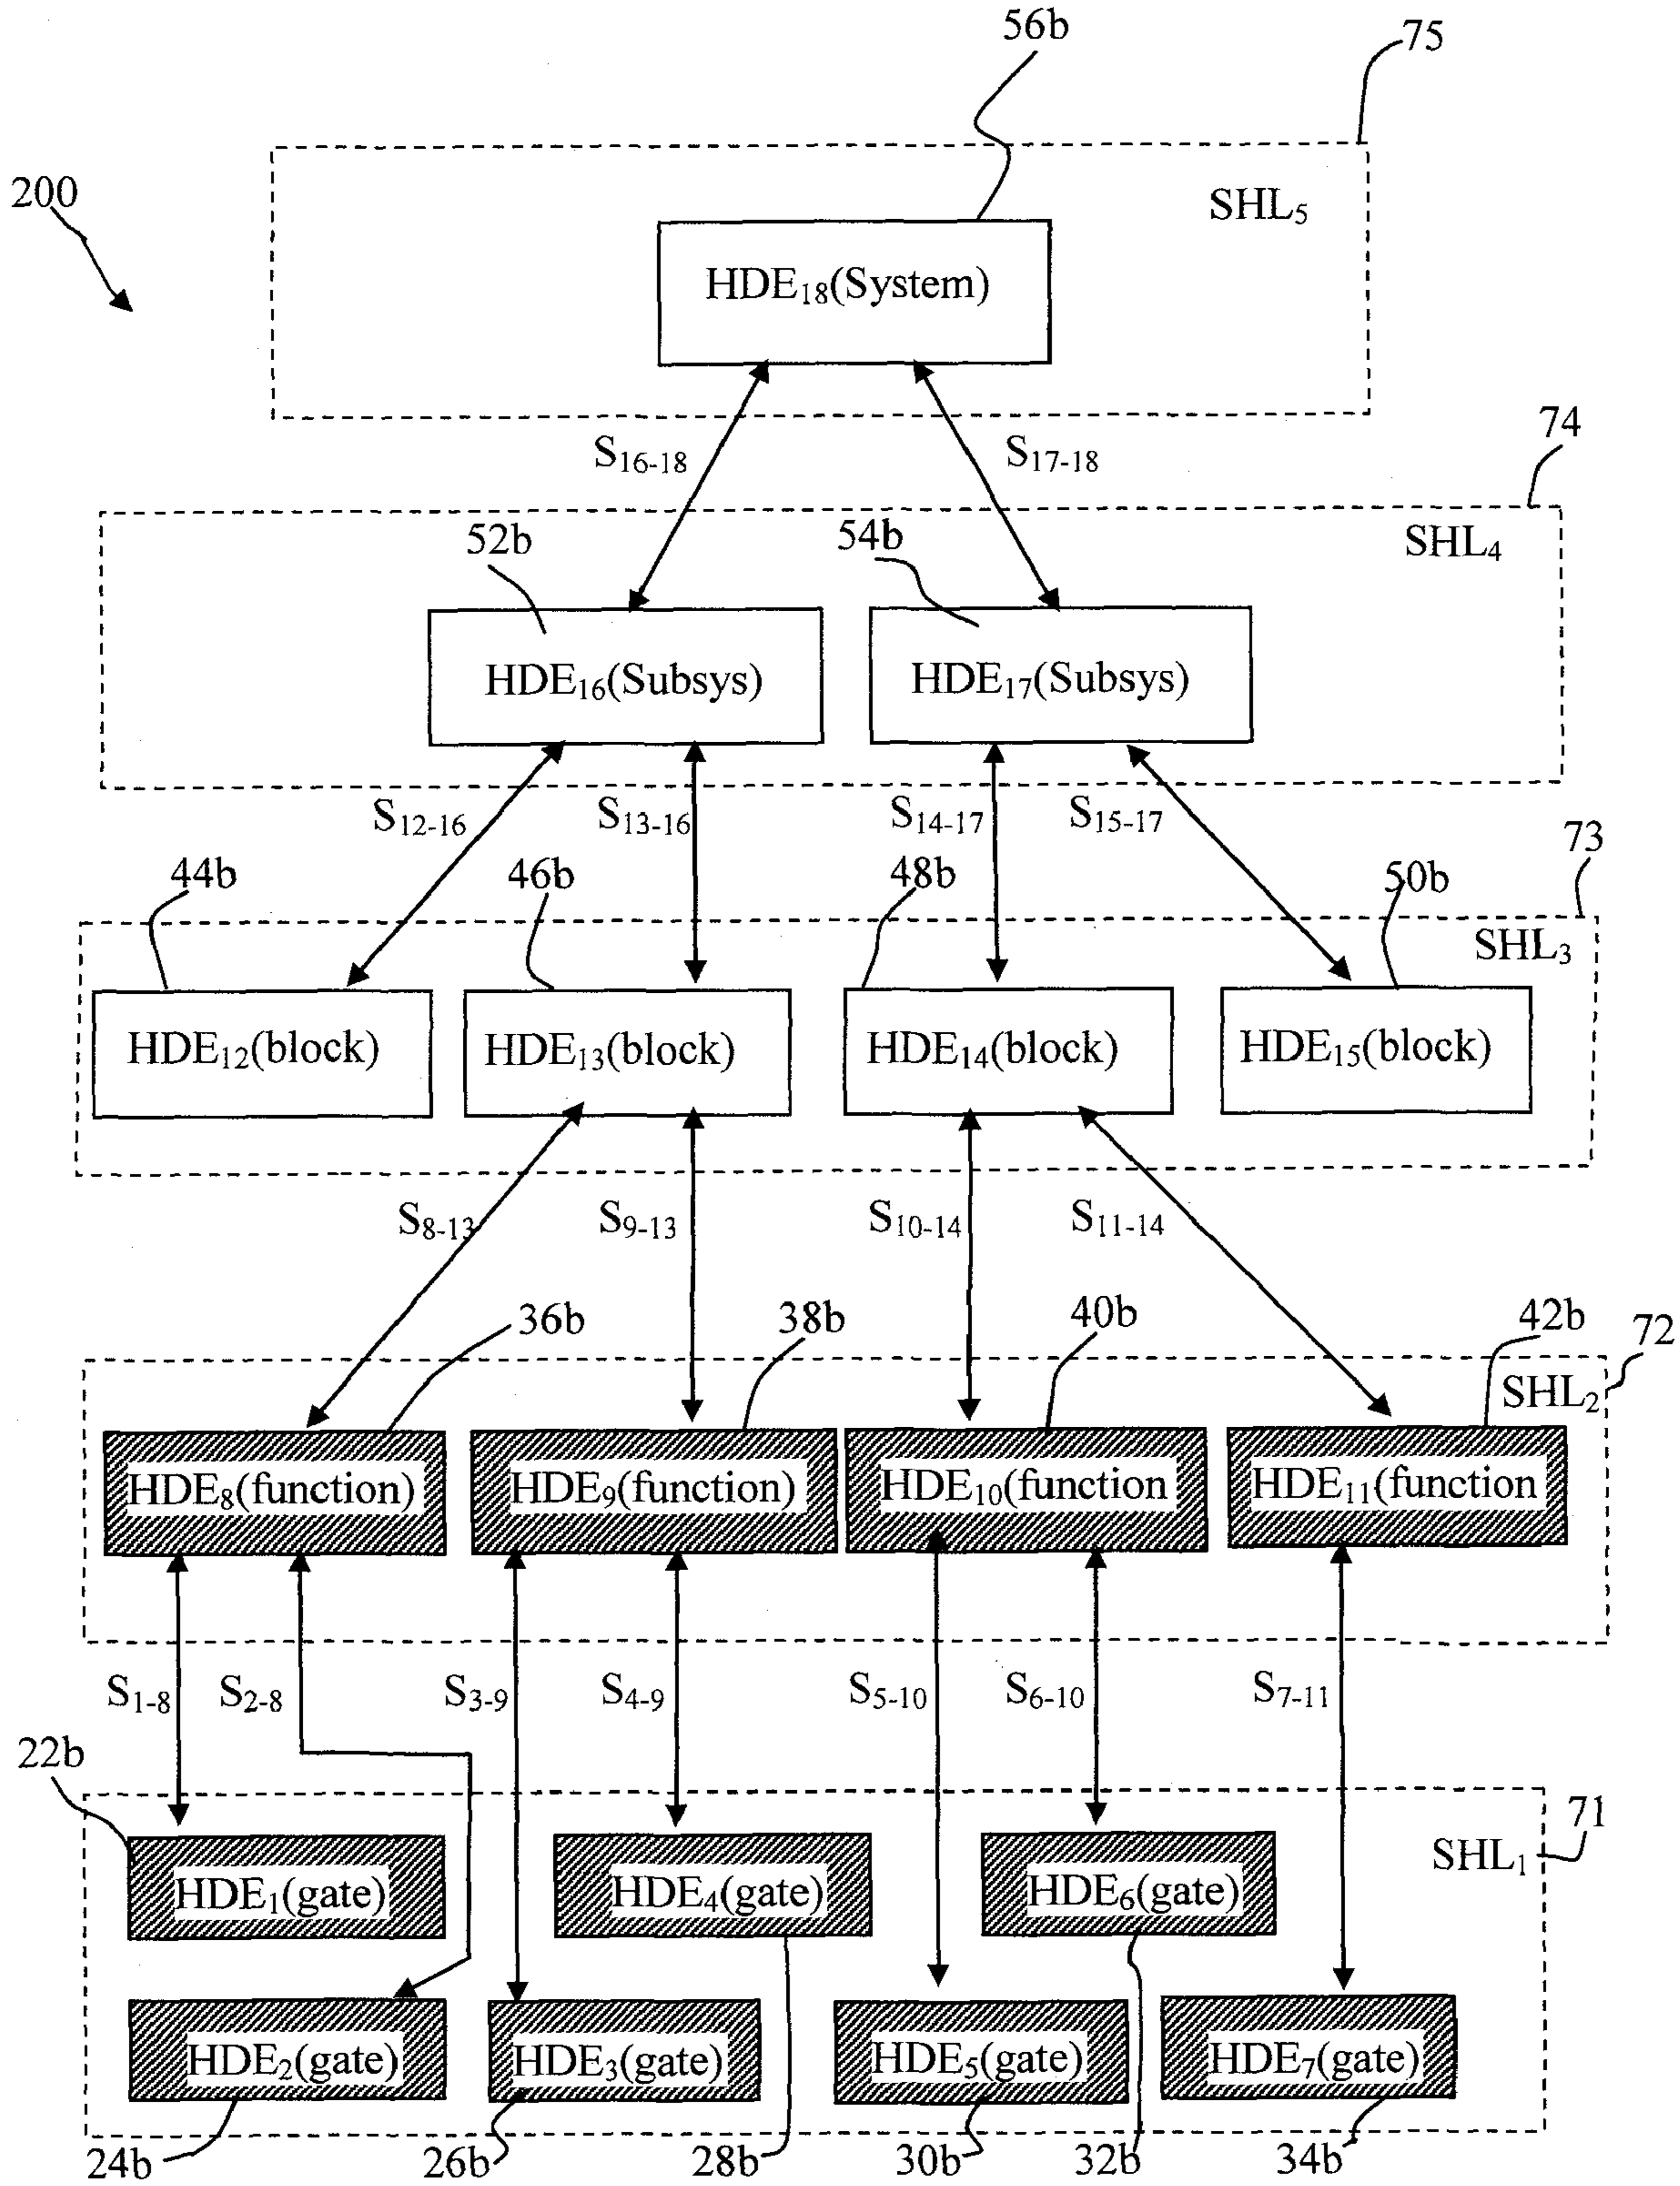 56b
75
200
SHL5
HDE18(System)
74
S16-18
S17-18
SHL4
52b
54b
HDE16(Subsys)
HDE17(Subsys)
S12-16
S13-16
S14-17
S15-17
73
44b
46b
48b
50b
SHL3
HDE12(block)
HDE13(block)
HDE14(block)
HDE15(block)
S8-13
S9-13
S10-14
S11-14
36b
38b
40b
42b
72
SHL2
HDE8(function)
HDE9(function)
HDE10(function
HDE11(function
S1-8
S2-8
S3-9
S4-9
S5-10
S6-10
S7-11
22b
71
SHL1
HDE1(gate)
HDE4(gate)
HDE6(gate)
HDE2(gate)
HDE3(gate)
HDE5(gate)
HDE7(gate)
24b
26b
28b
30b
32b
34b